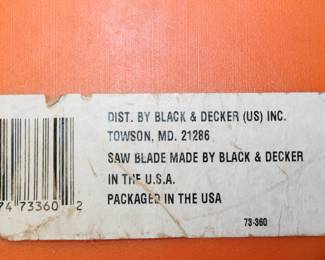 DIST. BY BLACK & DECKER (US) INC.
TOWSON, MD. 21286
SAW BLADE MADE BY BLACK & DECKER
IN THE U.S.A.
PACKAGED IN THE USA
74 73360 2
73-360